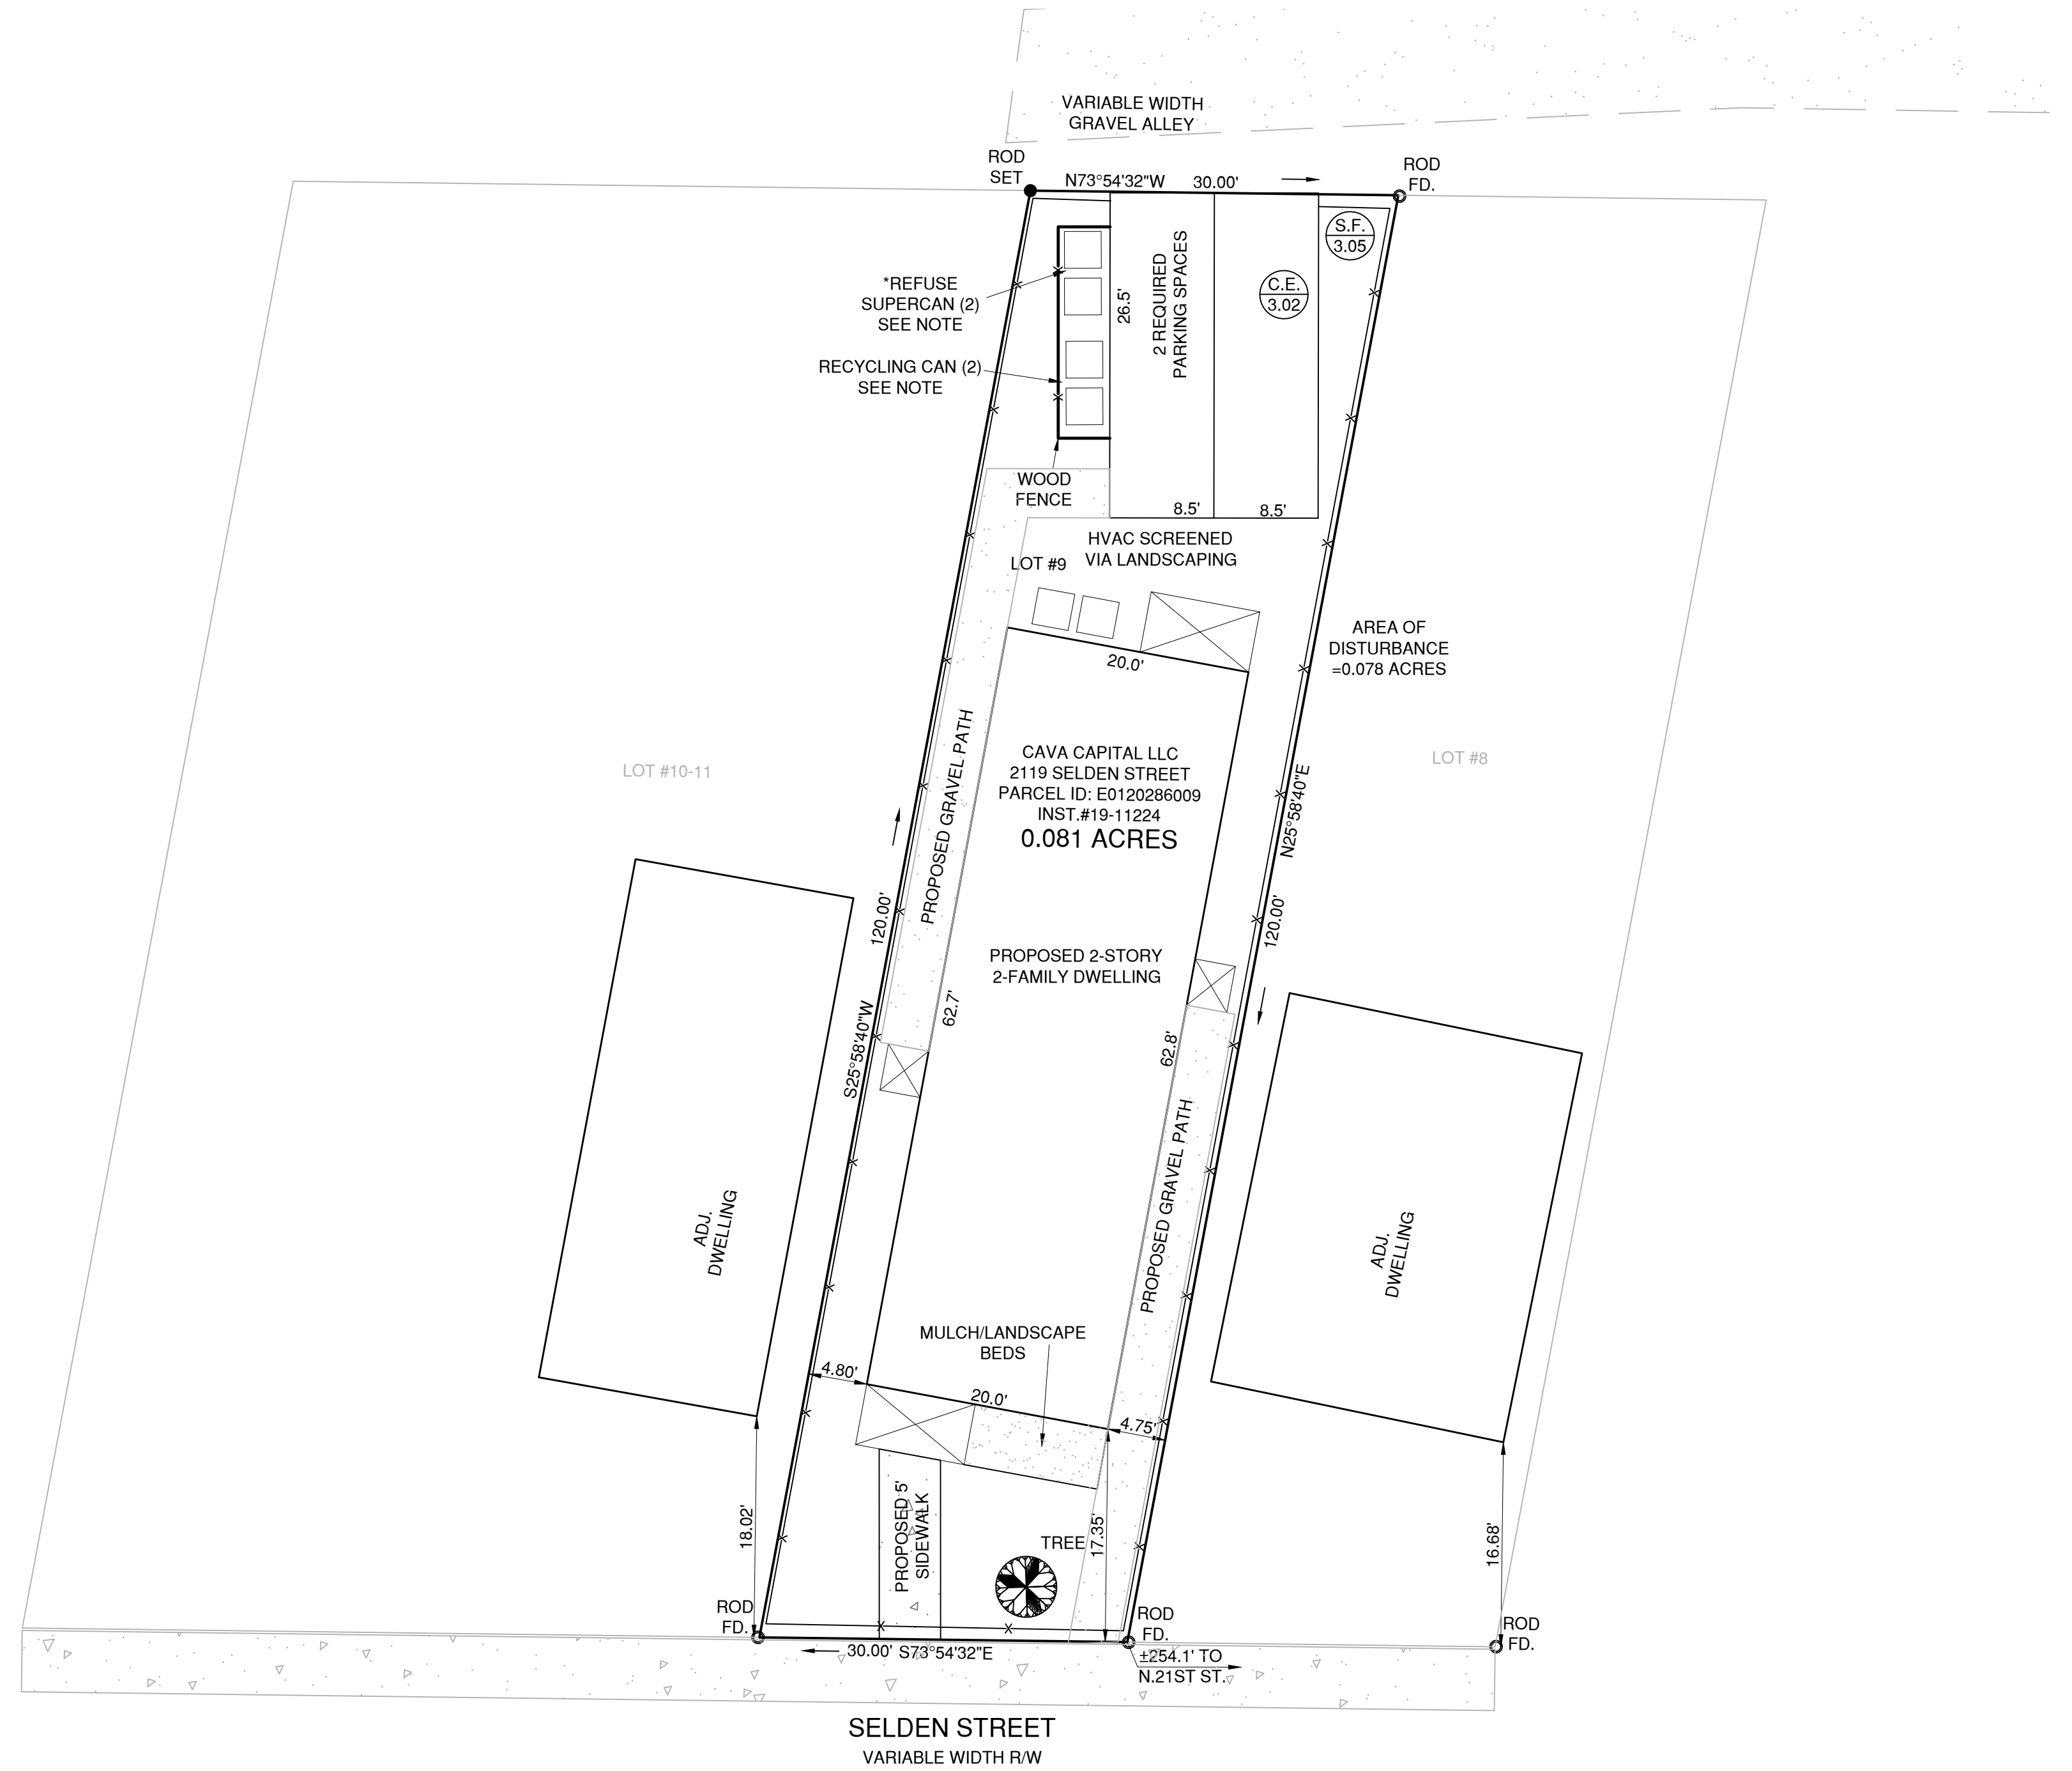 VARIABLE WIDTH
GRAVEL ALLEY
ROD
SET
N73°54'32"W 30.00'
ROD
FD.
S.F.
3.05
C.E.
3.02
*REFUSE
SUPERCAN (2)
SEE NOTE
26.5'
2 REQUIRED
PARKING SPACES
RECYCLING CAN (2)
SEE NOTE
WOOD
FENCE
8.5'
8.5'
HVAC SCREENED
VIA LANDSCAPING
LOT #9
20.0'
AREA OF
DISTURBANCE
=0.078 ACRES
LOT #10-11
LOT #8
PROPOSED GRAVEL PATH
CAVA CAPITAL LLC
2119 SELDEN STREET
PARCEL ID: E0120286009
INST.#19-11224
0.081 ACRES
N25°58'40"E
120.00'
120.00'
S25°58'40"W
PROPOSED 2-STORY
2-FAMILY DWELLING
62.7'
62.8'
PROPOSED GRAVEL PATH
ADJ.
DWELLING
ADJ.
DWELLING
MULCH/LANDSCAPE
BEDS
4.80'
20.0'
4.75'
18.02'
PROPOSED 5'
SIDEWALK
TREE
17.35'
16.68'
ROD
FD.
ROD
FD.
ROD
FD.
30.00' S73°54'32"E
±254.1' TO
N.21ST ST.
SELDEN STREET
VARIABLE WIDTH R/W